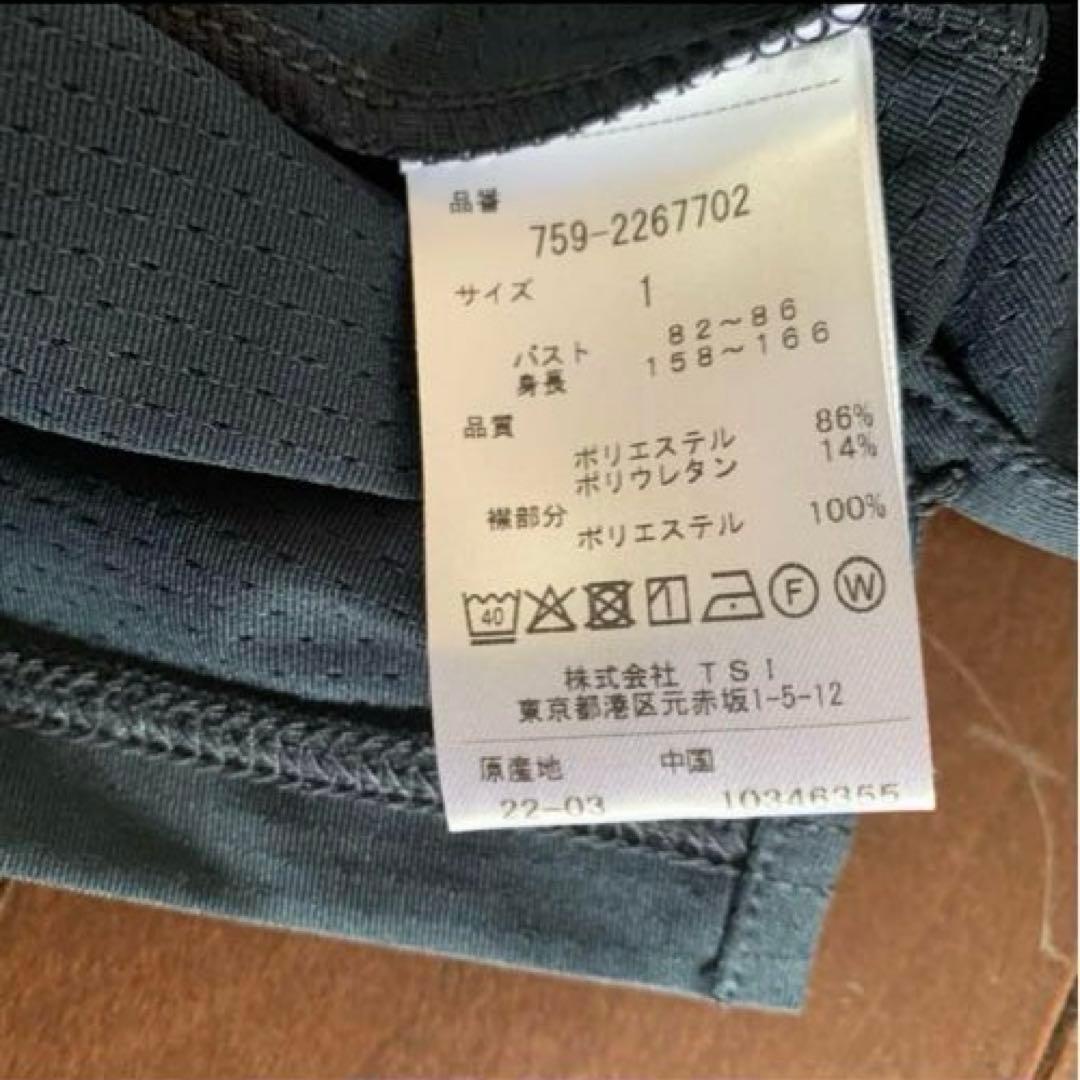 品番
759-2267702
サイズ 1
バスト 82～86
身長 158～166
品質
ポリエステル 86%
ポリウレタン 14%
襟部分
ポリエステル 100%
40 1 F W
株式会社 TSI
東京都港区元赤坂1-5-12
原産地 中国
22-03 10346355